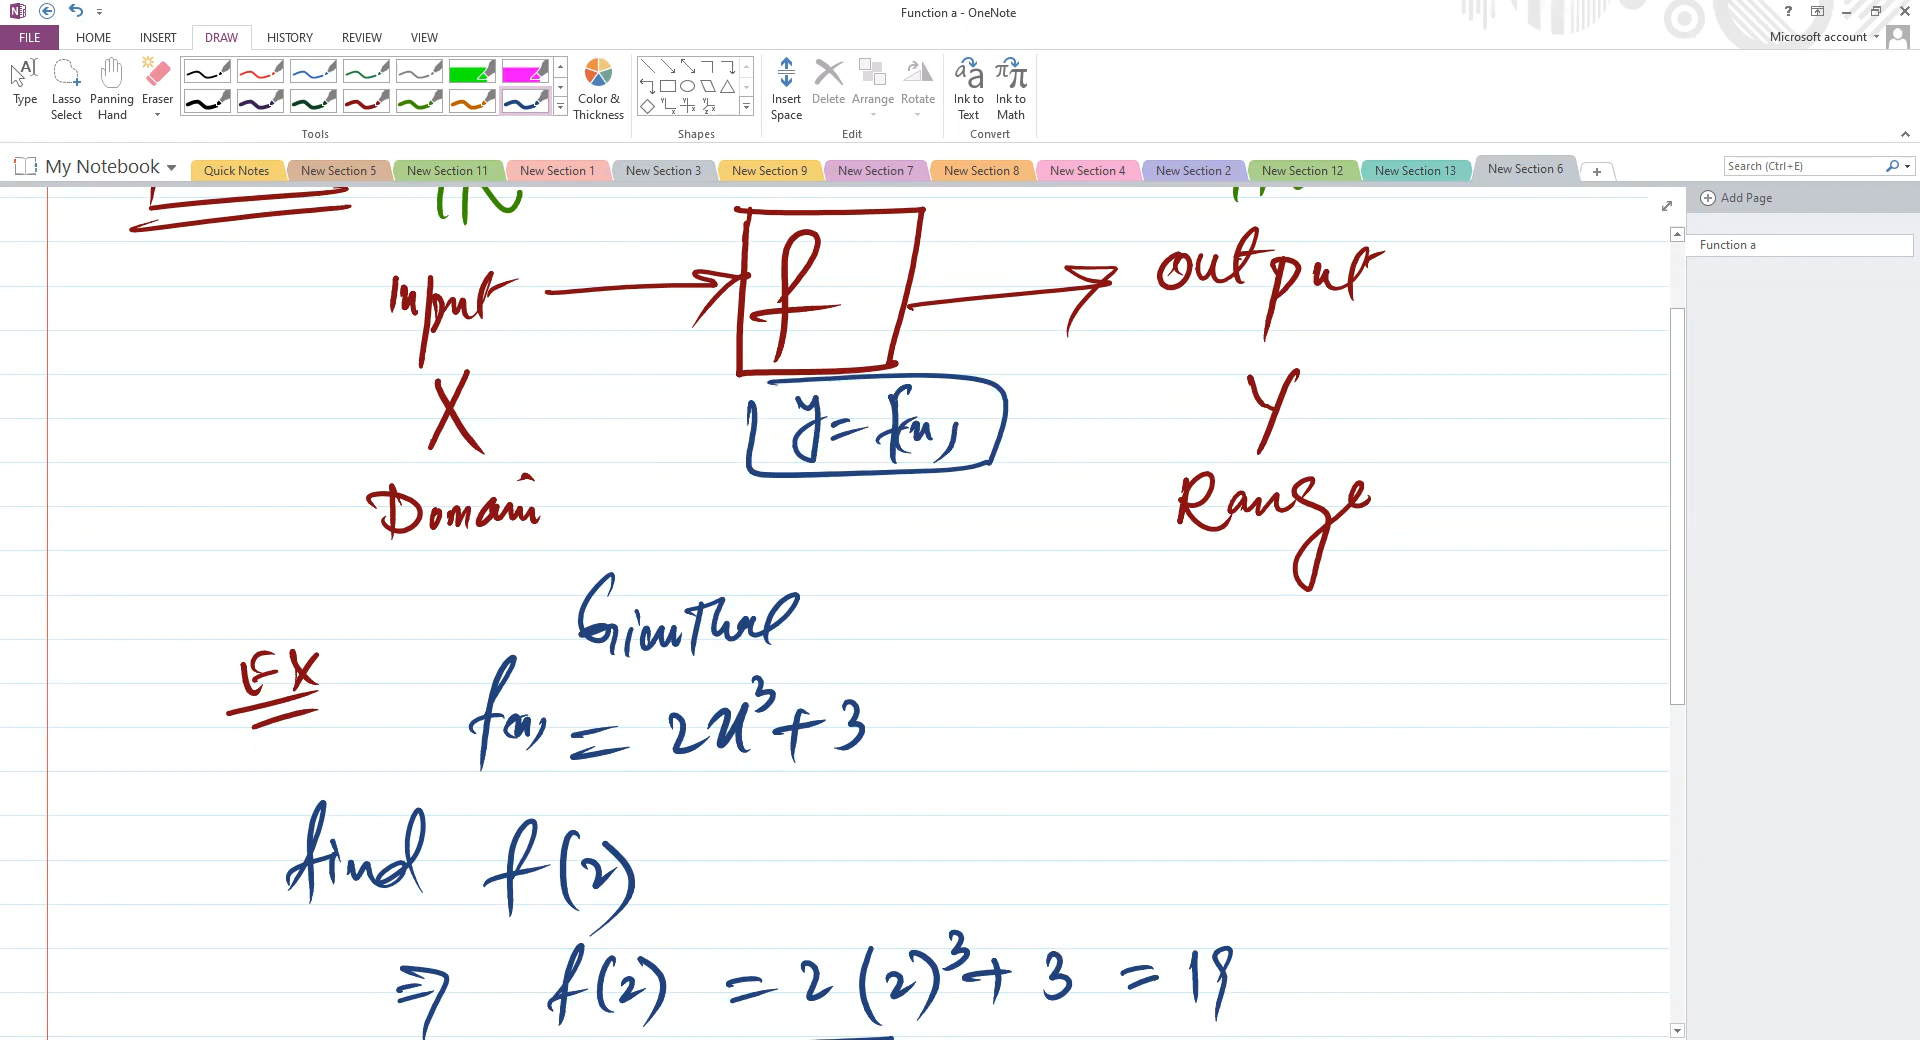 Function a - OneNote
FILE HOME INSERT DRAW HISTORY REVIEW VIEW
Microsoft account
Type Lasso Select Panning Hand Eraser Color & Thickness Insert Space Delete Arrange Rotate Ink to Text Ink to Math
Tools Shapes Edit Convert
My Notebook Quick Notes New Section 5 New Section 11 New Section 1 New Section 3 New Section 9 New Section 7 New Section 8 New Section 4 New Section 2 New Section 12 New Section 13 New Section 6
Search (Ctrl+E)
Add Page
Function a
Input f output
X y = f(x) Y
Domain Range
EX
f(x) = 2x³ + 3
find f(2)
⇒ f(2) = 2(2)³ + 3 = 19